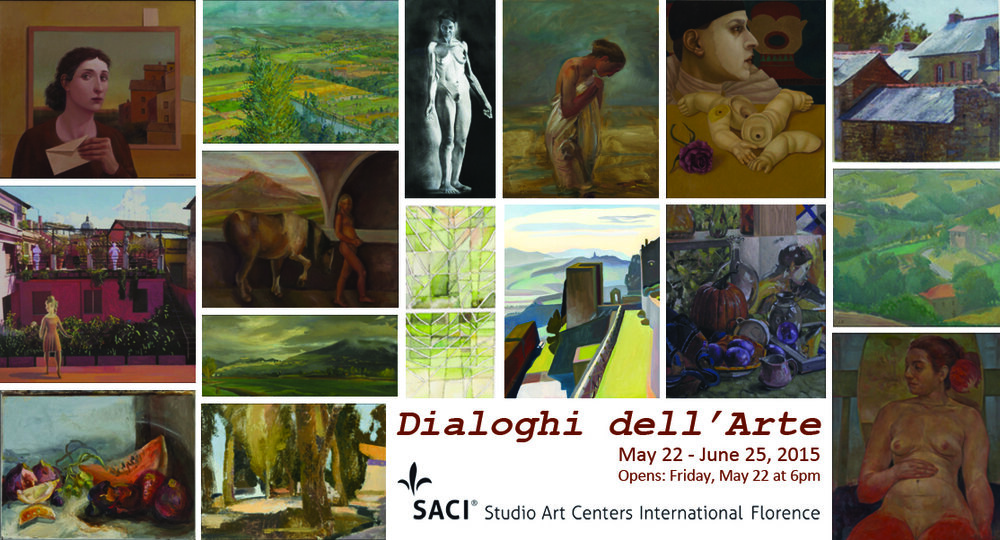 Dialoghi dell'Arte
May 22 - June 25, 2015
Opens: Friday, May 22 at 6pm
SACI® Studio Art Centers International Florence